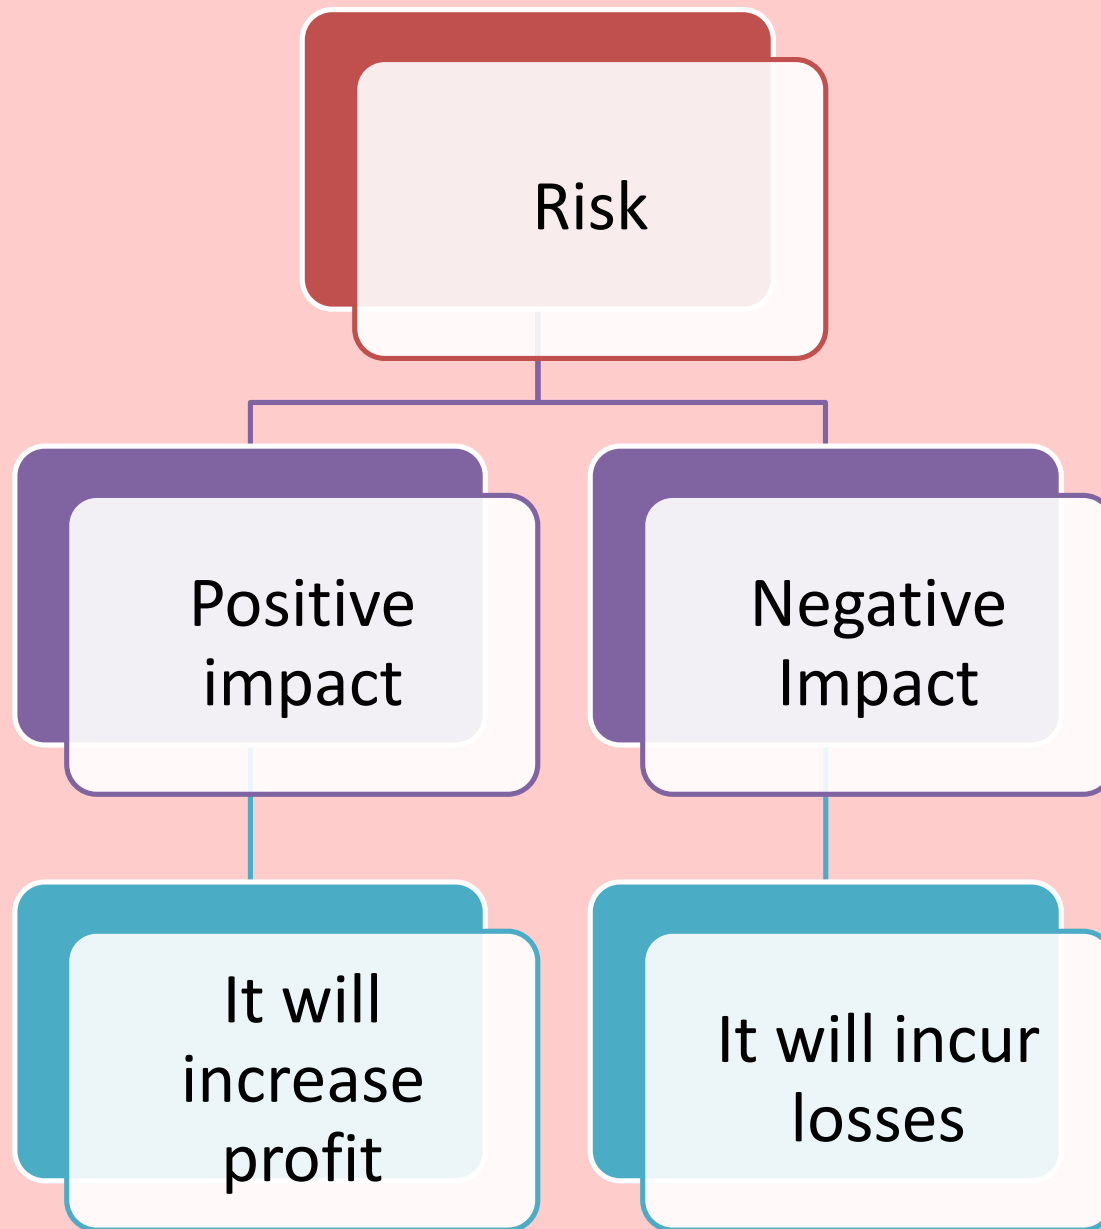 Risk
Positive
impact
Negative
Impact
It will
increase
profit
It will incur
losses